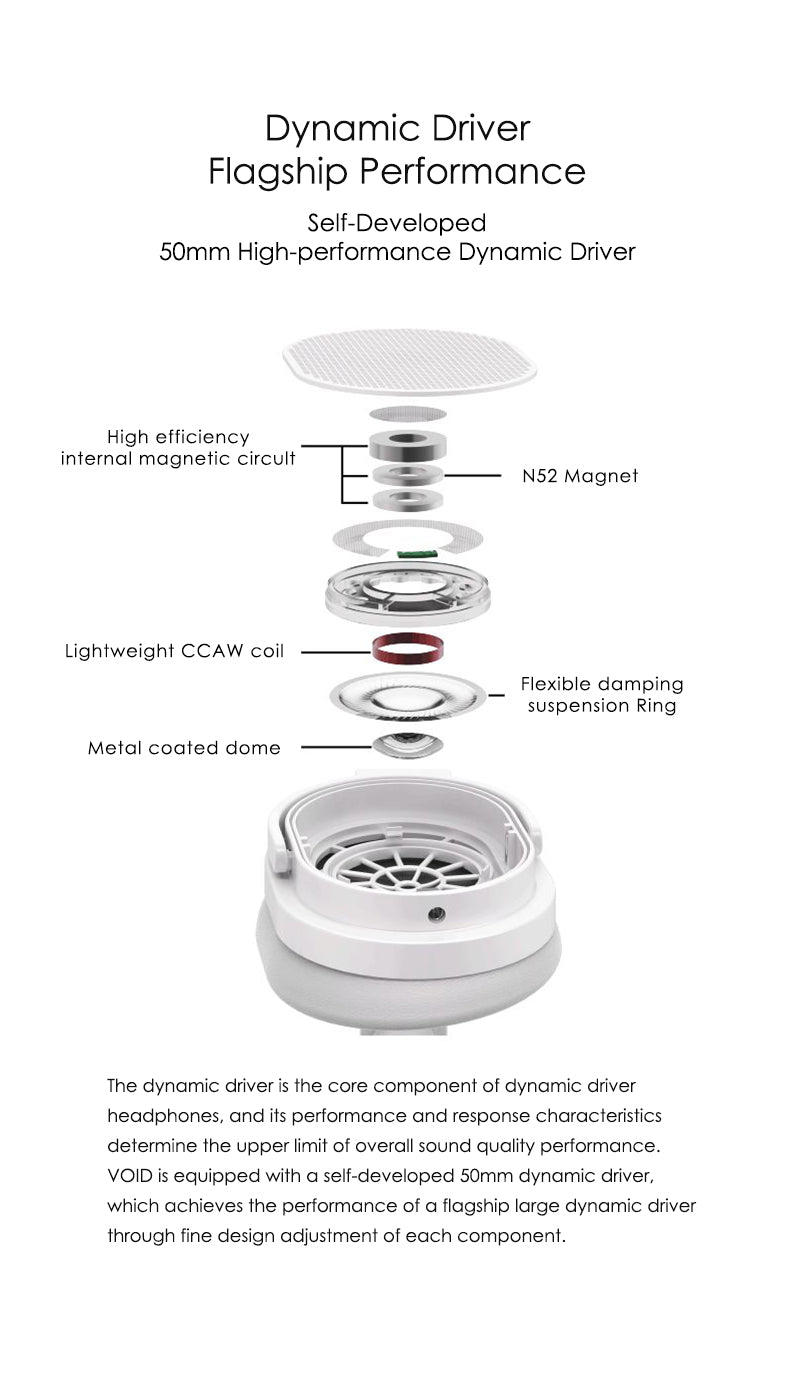 Dynamic Driver
Flagship Performance
Self-Developed
50mm High-performance Dynamic Driver
High efficiency
internal magnetic circult
N52 Magnet
Lightweight CCAW coil
Flexible damping
suspension Ring
Metal coated dome
The dynamic driver is the core component of dynamic driver
headphones, and its performance and response characteristics
determine the upper limit of overall sound quality performance.
VOID is equipped with a self-developed 50mm dynamic driver,
which achieves the performance of a flagship large dynamic driver
through fine design adjustment of each component.